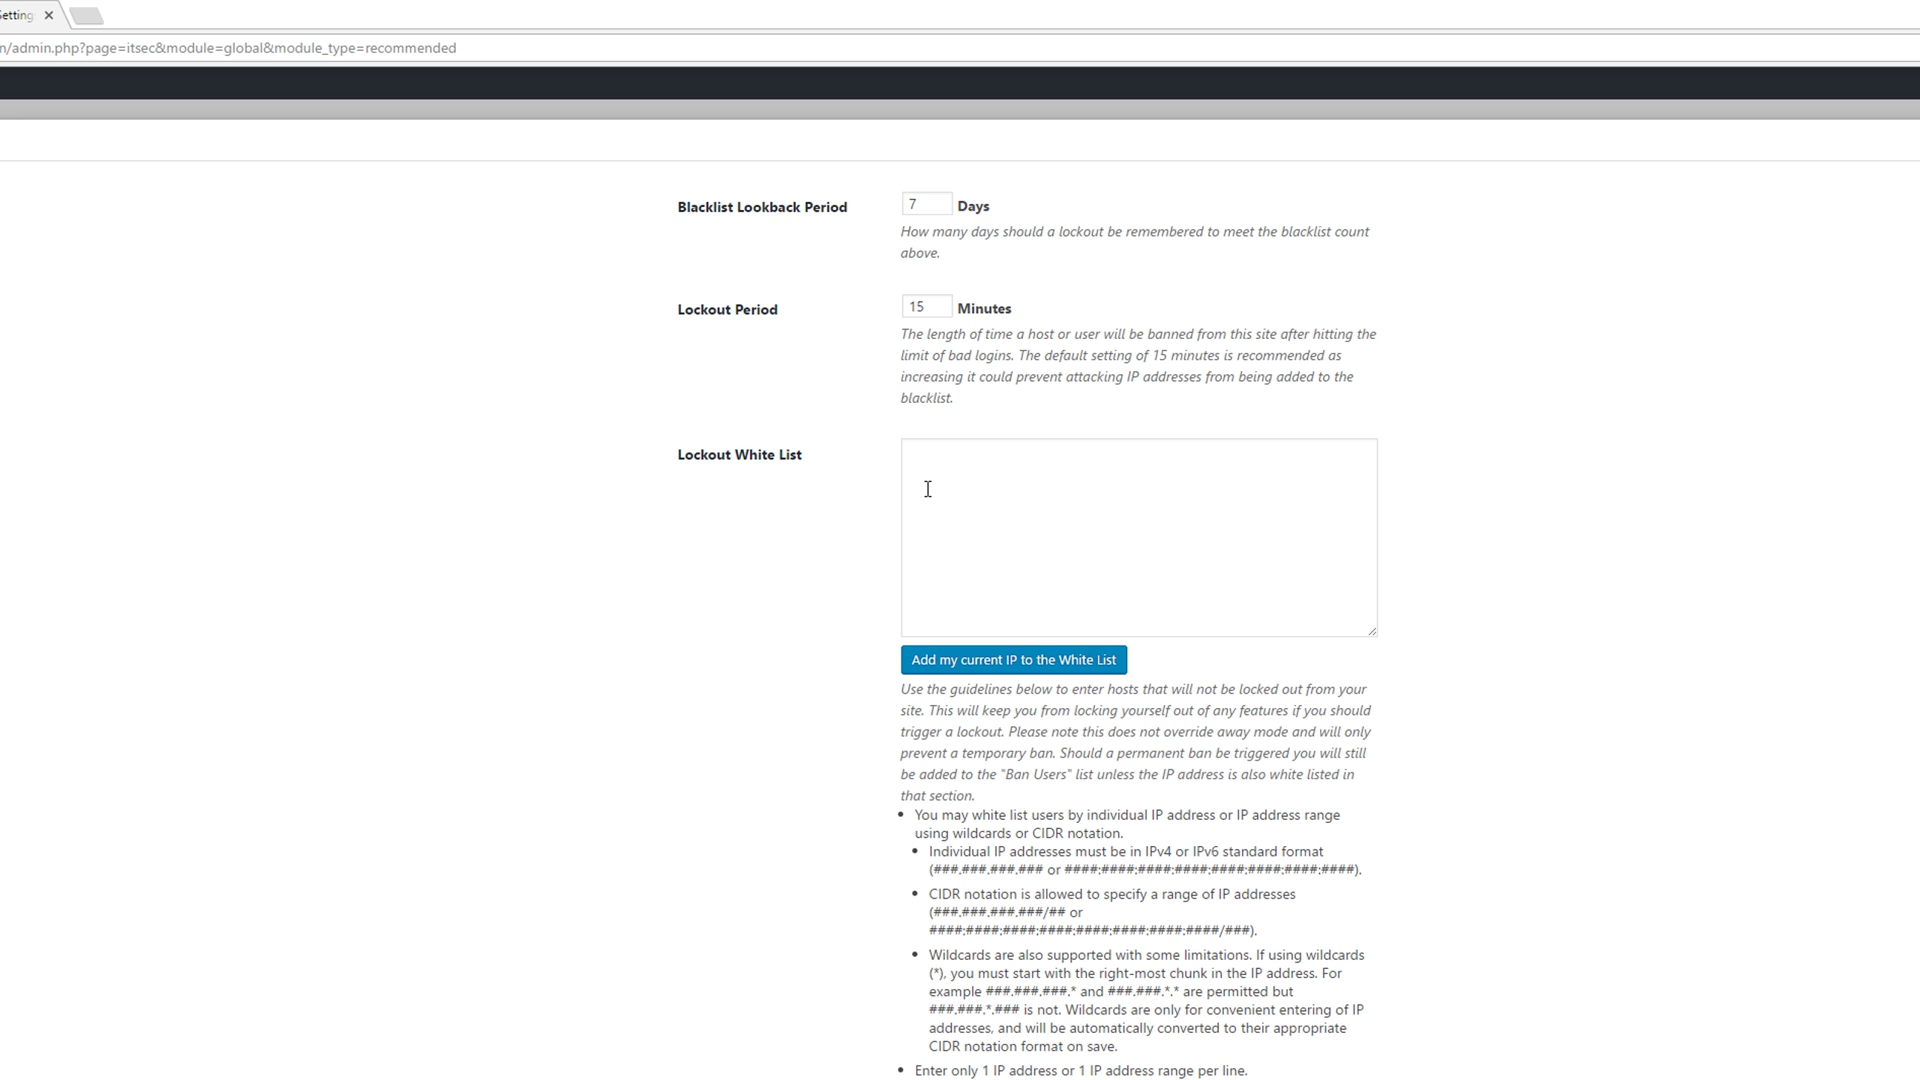 Setting
n/admin.php?page=itsec&module=global&module_type=recommended
Blacklist Lookback Period
7 Days
How many days should a lockout be remembered to meet the blacklist count
above.
Lockout Period
15 Minutes
The length of time a host or user will be banned from this site after hitting the
limit of bad logins. The default setting of 15 minutes is recommended as
increasing it could prevent attacking IP addresses from being added to the
blacklist.
Lockout White List
Add my current IP to the White List
Use the guidelines below to enter hosts that will not be locked out from your
site. This will keep you from locking yourself out of any features if you should
trigger a lockout. Please note this does not override away mode and will only
prevent a temporary ban. Should a permanent ban be triggered you will still
be added to the "Ban Users" list unless the IP address is also white listed in
that section.
• You may white list users by individual IP address or IP address range
using wildcards or CIDR notation.
• Individual IP addresses must be in IPv4 or IPv6 standard format
(###.###.###.### or ####:####:####:####:####:####:####:####).
• CIDR notation is allowed to specify a range of IP addresses
(###.###.###.###/## or
####:####:####:####:####:####:####:####/###).
• Wildcards are also supported with some limitations. If using wildcards
(*), you must start with the right-most chunk in the IP address. For
example ###.###.###.* and ###.###.*.* are permitted but
###.###.*.### is not. Wildcards are only for convenient entering of IP
addresses, and will be automatically converted to their appropriate
CIDR notation format on save.
• Enter only 1 IP address or 1 IP address range per line.